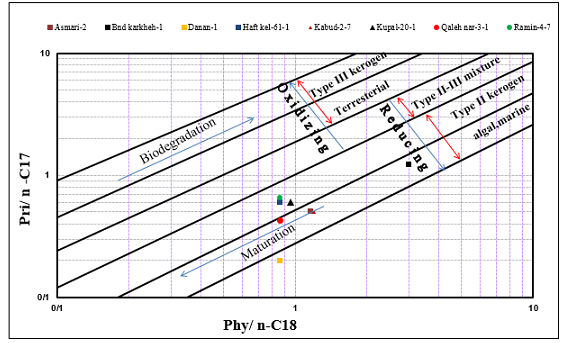 Asmari-2 Bnd karkheh-1 Danan-1 Haft kel-61-1 Kabud-2-7 Kupal-20-1 Qaleh nar-3-1 Ramin-4-7
10
Type III kerogen
Type II-III mixture
Oxidizing
Terresterial
Type II kerogen
Roducing
algal,marine
Biodegradation
1
Pri/ n -C17
Maturation
0/1
0/1 1 10
Phy/ n-C18